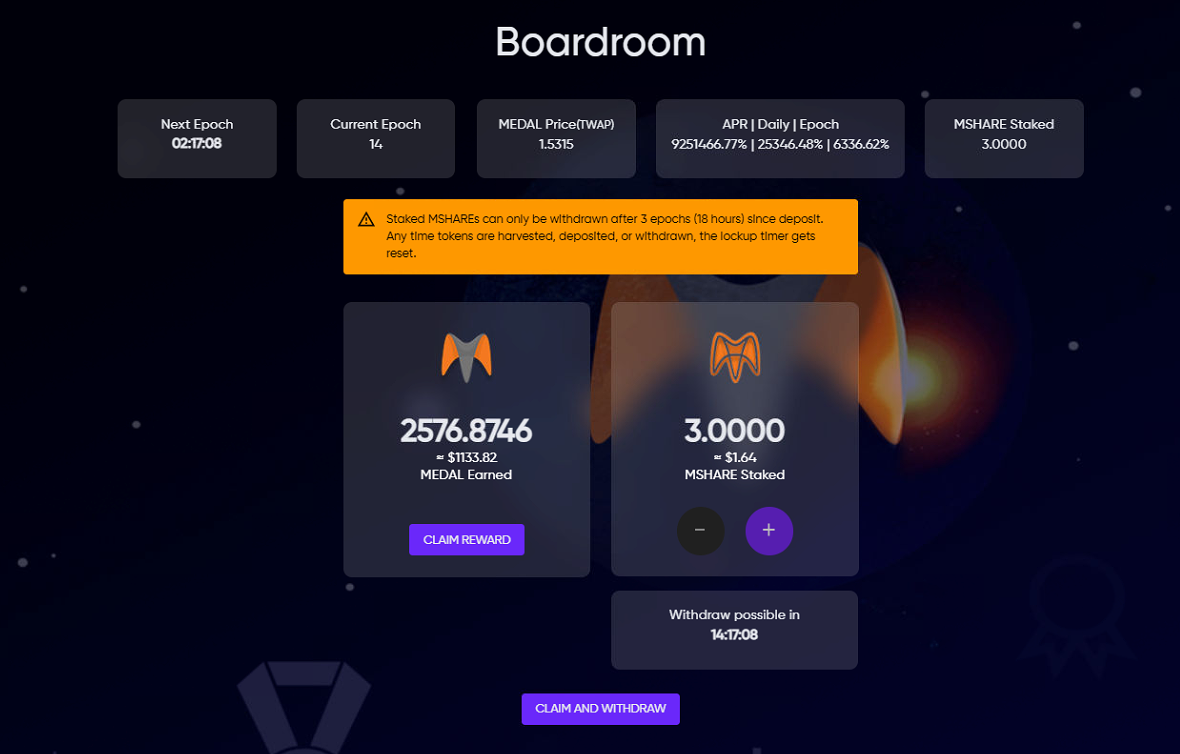 Boardroom
Next Epoch
02:17:08
Current Epoch
14
MEDAL Price(TWAP)
1.5315
APR | Daily | Epoch
9251466.77% | 25346.48% | 6336.62%
MSHARE Staked
3.0000
Staked MSHAREs can only be withdrawn after 3 epochs (18 hours) since deposit.
Any time tokens are harvested, deposited, or withdrawn, the lockup timer gets
reset.
2576.8746
≈ $1133.82
MEDAL Earned
CLAIM REWARD
3.0000
≈ $1.64
MSHARE Staked
Withdraw possible in
14:17:08
CLAIM AND WITHDRAW